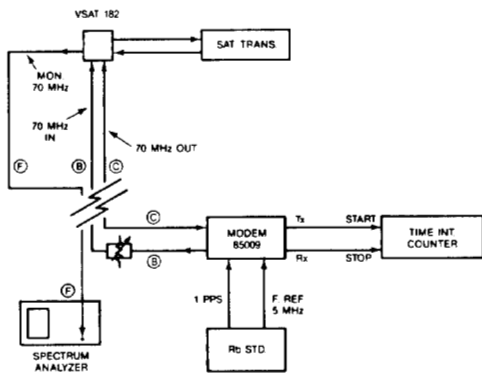 VSAT 182
SAT TRANS.
MON
70 MHz
70 MHz
IN
70 MHz OUT
F
B
C
C
B
F
MODEM
85009
Tx
START
Rx
STOP
TIME INT
COUNTER
1 PPS
F. REF
5 MHz
Rb STD.
SPECTRUM
ANALYZER